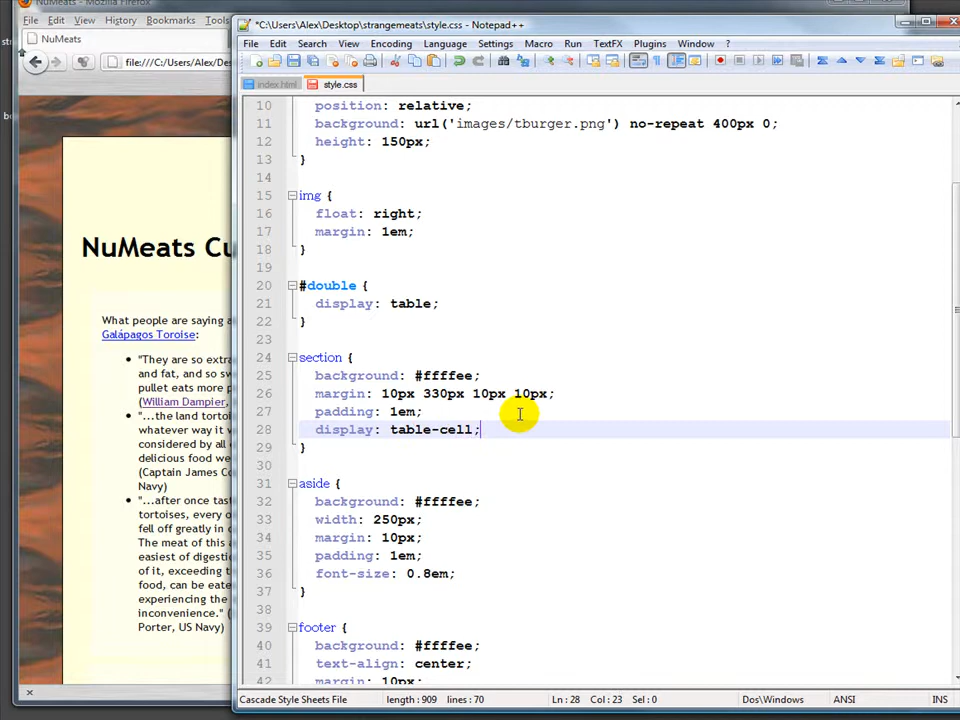 NuMeats - Mozilla Firefox
File Edit View History Bookmarks Tools
NuMeats
file:///C:/Users/Alex/Des
NuMeats Cu
What people are saying a
Galápagos Toroise:
"They are so extra
and fat, and so sw
pullet eats more p
(William Dampier,
"...the land tortoi
whatever way it w
considered by all
(Captain James Co
Navy)
"...after once tast
tortoises, every o
fell off greatly in o
The meat of this a
easiest of digestio
of it, exceeding th
food, can be eate
experiencing the
inconvenience." (
Porter, US Navy)
*C:\Users\Alex\Desktop\strangemeats\style.css - Notepad++
File Edit Search View Encoding Language Settings Macro Run TextFX Plugins Window ?
index.html style.css
10 position: relative;
11 background: url('images/tburger.png') no-repeat 400px 0;
12 height: 150px;
13 }
14
15 img {
16 float: right;
17 margin: 1em;
18 }
19
20 #double {
21 display: table;
22 }
23
24 section {
25 background: #ffffee;
26 margin: 10px 330px 10px 10px;
27 padding: 1em;
28 display: table-cell;
29 }
30
31 aside {
32 background: #ffffee;
33 width: 250px;
34 margin: 10px;
35 padding: 1em;
36 font-size: 0.8em;
37 }
38
39 footer {
40 background: #ffffee;
41 text-align: center;
42 margin: 10px;
Cascade Style Sheets File length : 909 lines : 70 Ln : 28 Col : 23 Sel : 0 Dos\Windows ANSI INS